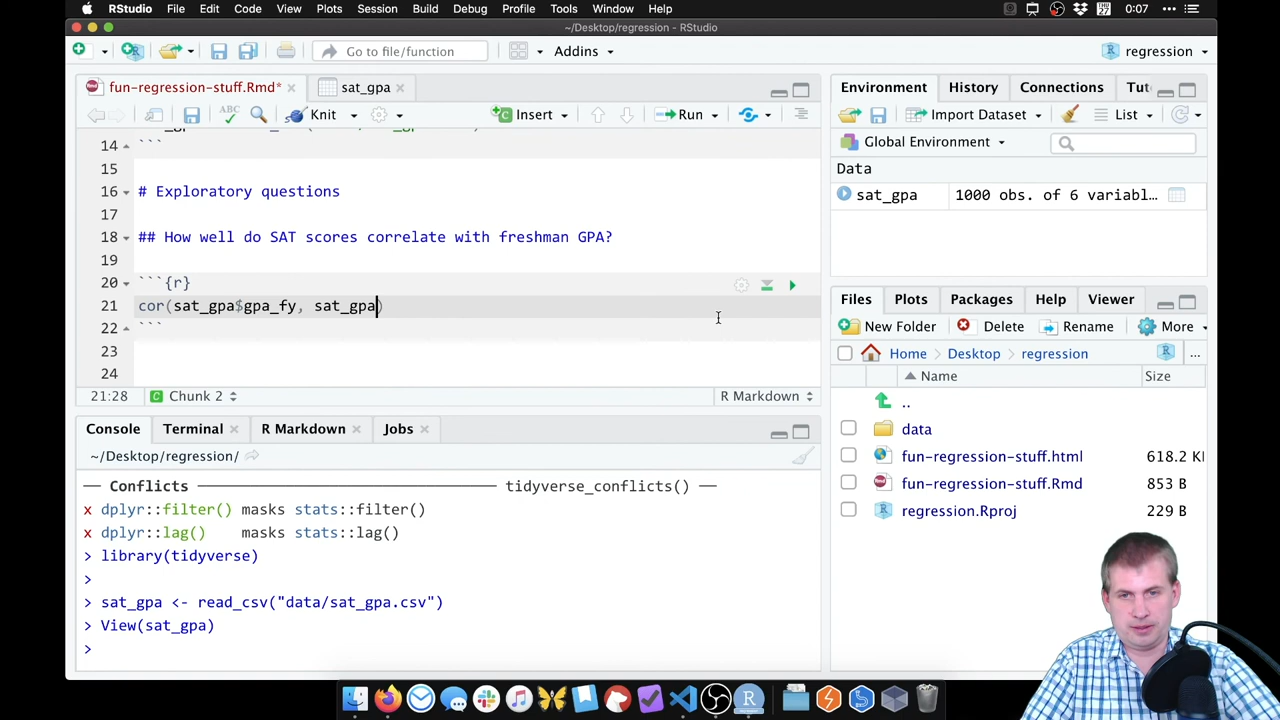 RStudio File Edit Code View Plots Session Build Debug Profile Tools Window Help THU 27 0:07
~/Desktop/regression - RStudio
Go to file/function Addins regression
fun-regression-stuff.Rmd* sat_gpa
ABC Knit Insert Run
14 ```
15
16 # Exploratory questions
17
18 ## How well do SAT scores correlate with freshman GPA?
19
20 ```{r}
21 cor(sat_gpa$gpa_fy, sat_gpa)
22 ```
23
24
21:28 C Chunk 2 R Markdown
Console Terminal R Markdown Jobs
~/Desktop/regression/
── Conflicts ────────────────── tidyverse_conflicts() ──
x dplyr::filter() masks stats::filter()
x dplyr::lag() masks stats::lag()
> library(tidyverse)
>
> sat_gpa <- read_csv("data/sat_gpa.csv")
> View(sat_gpa)
>
Environment History Connections Tut
Import Dataset List
Global Environment
Data
sat_gpa 1000 obs. of 6 variabl…
Files Plots Packages Help Viewer
New Folder Delete Rename More
Home Desktop regression ...
Name Size
..
data
fun-regression-stuff.html 618.2 K
fun-regression-stuff.Rmd 853 B
regression.Rproj 229 B